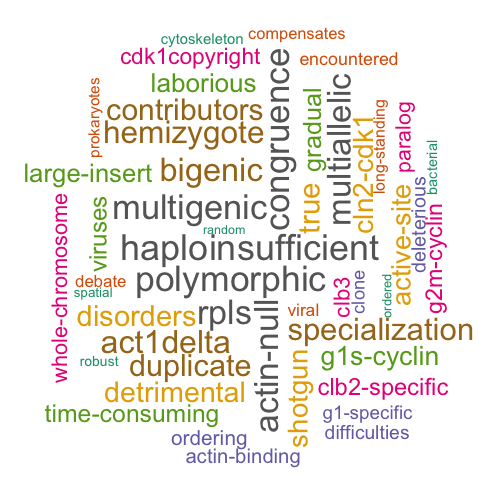 compensates
cytoskeleton
cdk1copyright
encountered
laborious
prokaryotes
contributors
hemizygote
congruence
gradual
multiallelic
long-standing
paralog
cln2-cdk1
bacterial
large-insert
bigenic
true
deleterious
multigenic
viruses
active-site
g2m-cyclin
whole-chromosome
random
haploinsufficient
polymorphic
debate
spatial
clb3
clone
ordered
disorders
rpls
viral
actin-null
specialization
act1delta
robust
duplicate
shotgun
g1s-cyclin
detrimental
clb2-specific
time-consuming
g1-specific
ordering
difficulties
actin-binding